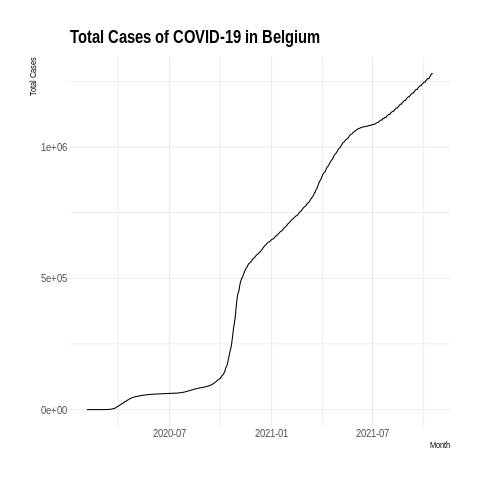 Total Cases of COVID-19 in Belgium
Total Cases
1e+06
5e+05
0e+00
2020-07 2021-01 2021-07
Month